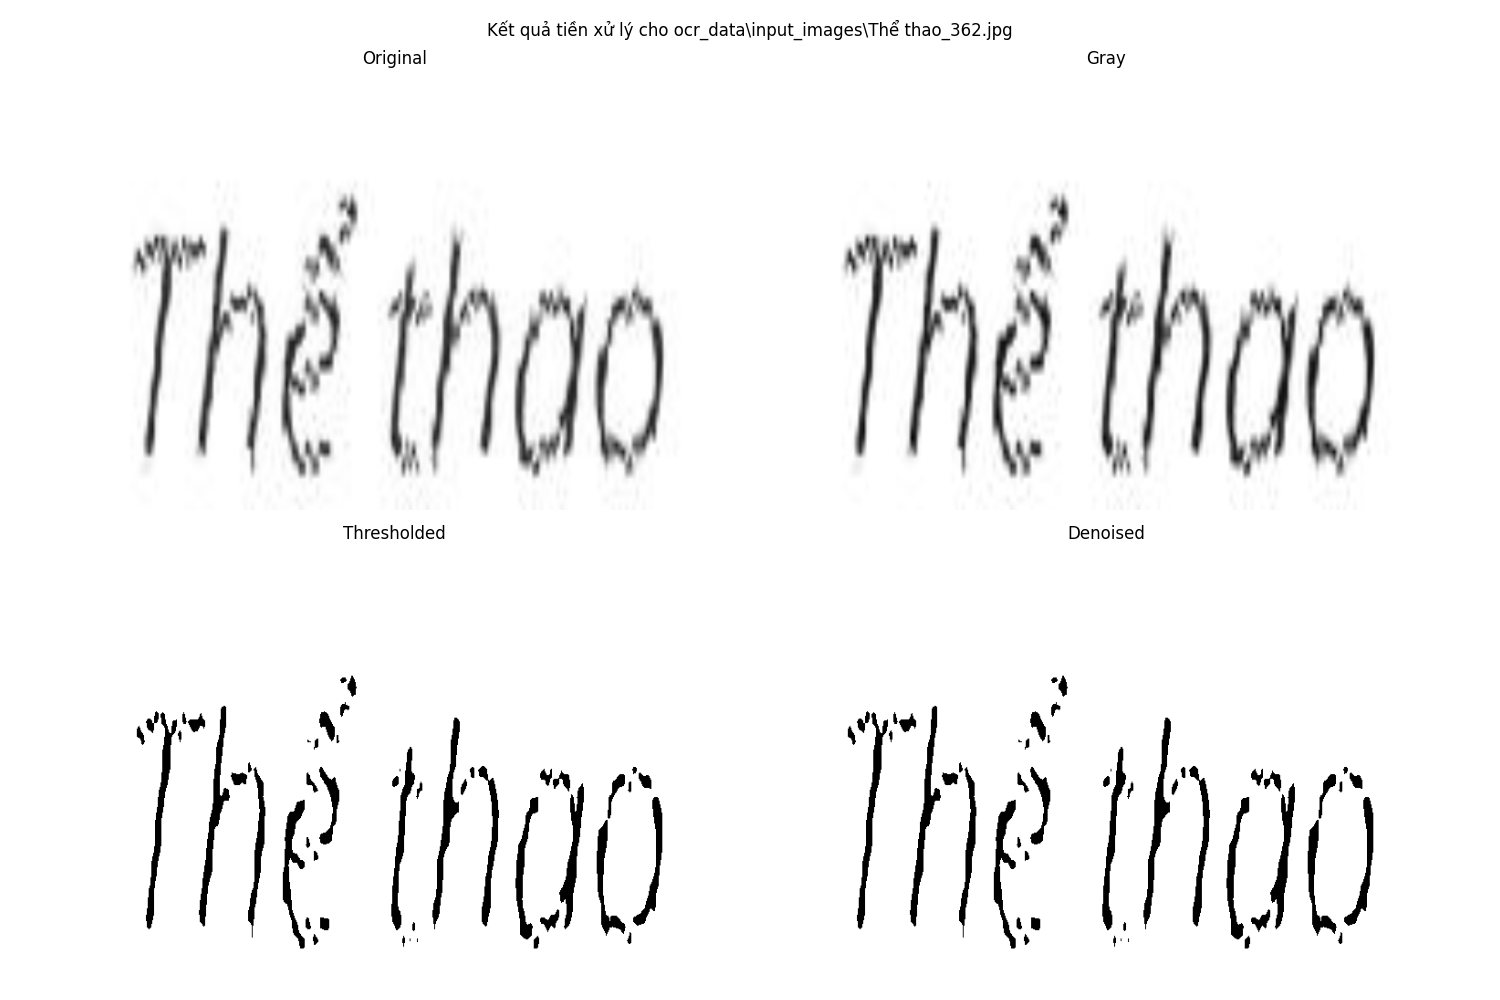 Kết quả tiền xử lý cho ocr_data\input_images\Thể thao_362.jpg
Original
Gray
Thể thao
Thể thao
Thresholded
Denoised
Thể thao
Thể thao